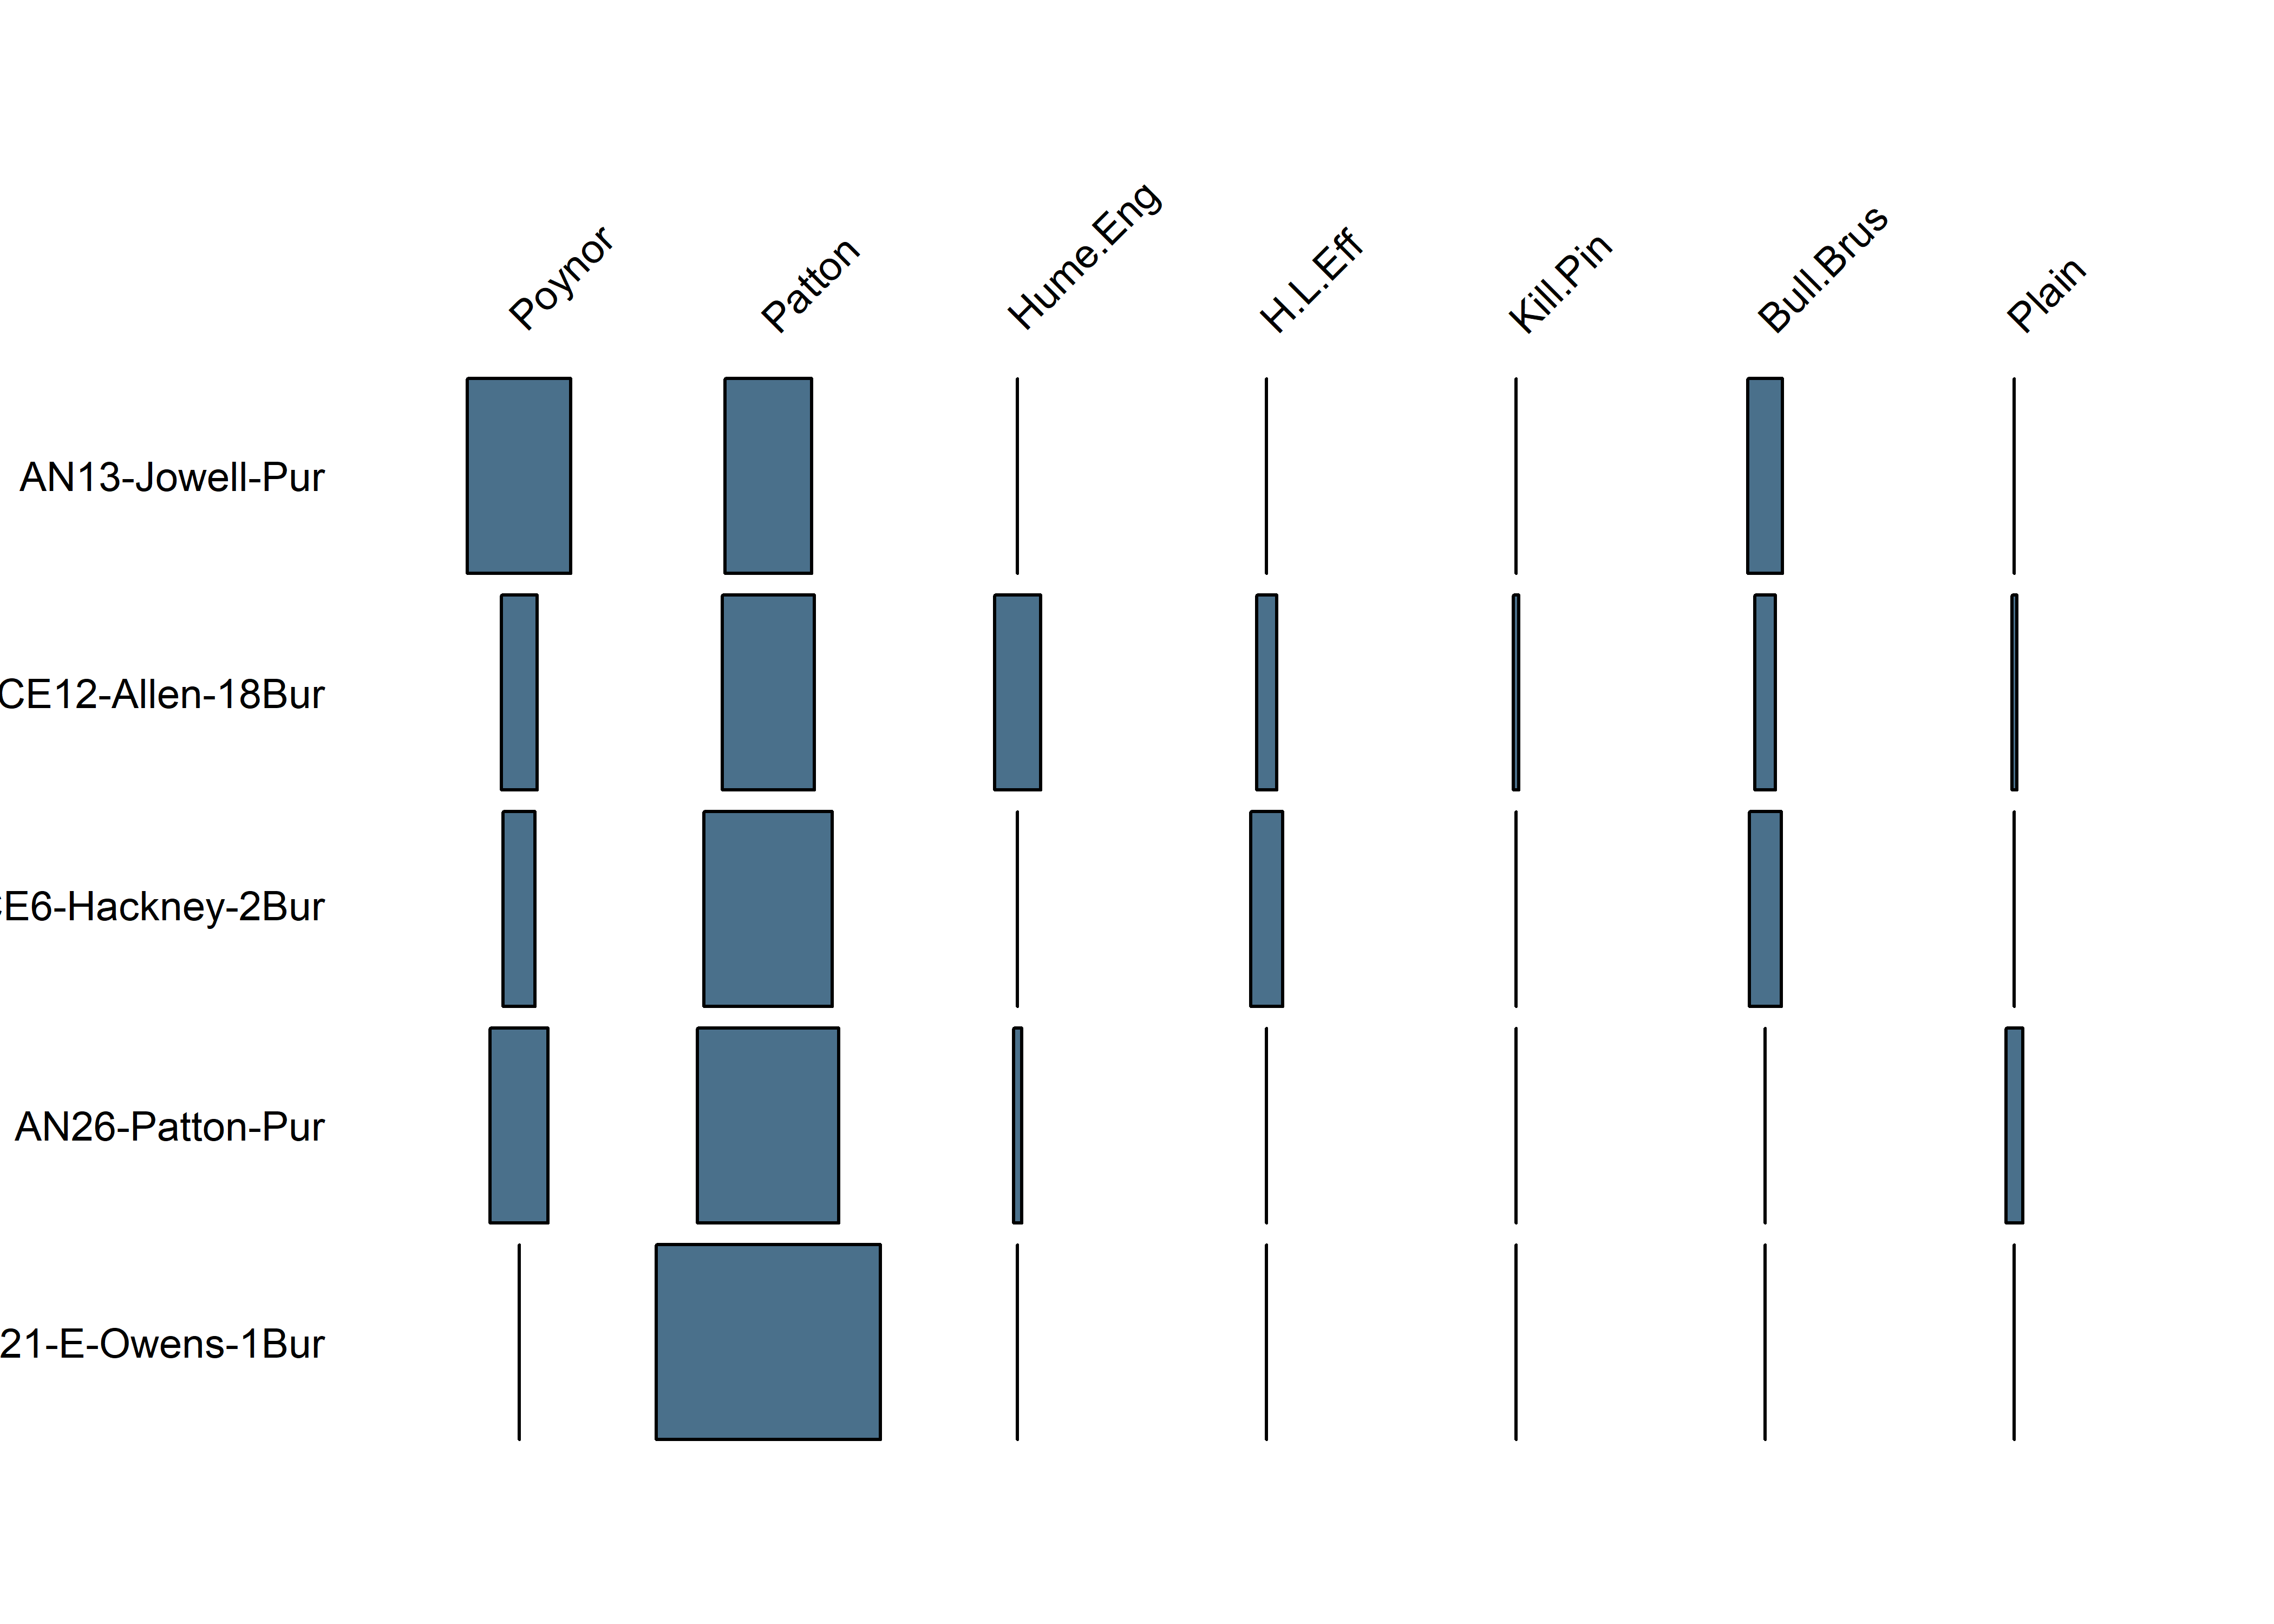 Poynor Patton Hume.Eng H.L.Eff Kill.Pin Bull.Brus Plain
AN13-Jowell-Pur
CE12-Allen-18Bur
CE6-Hackney-2Bur
AN26-Patton-Pur
21-E-Owens-1Bur